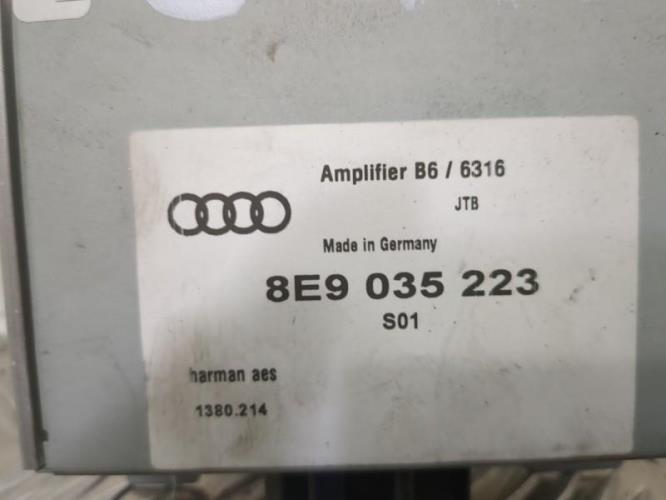 Amplifier B6 / 6316
JTB
Made in Germany
8E9 035 223
S01
harman aes
1380.214